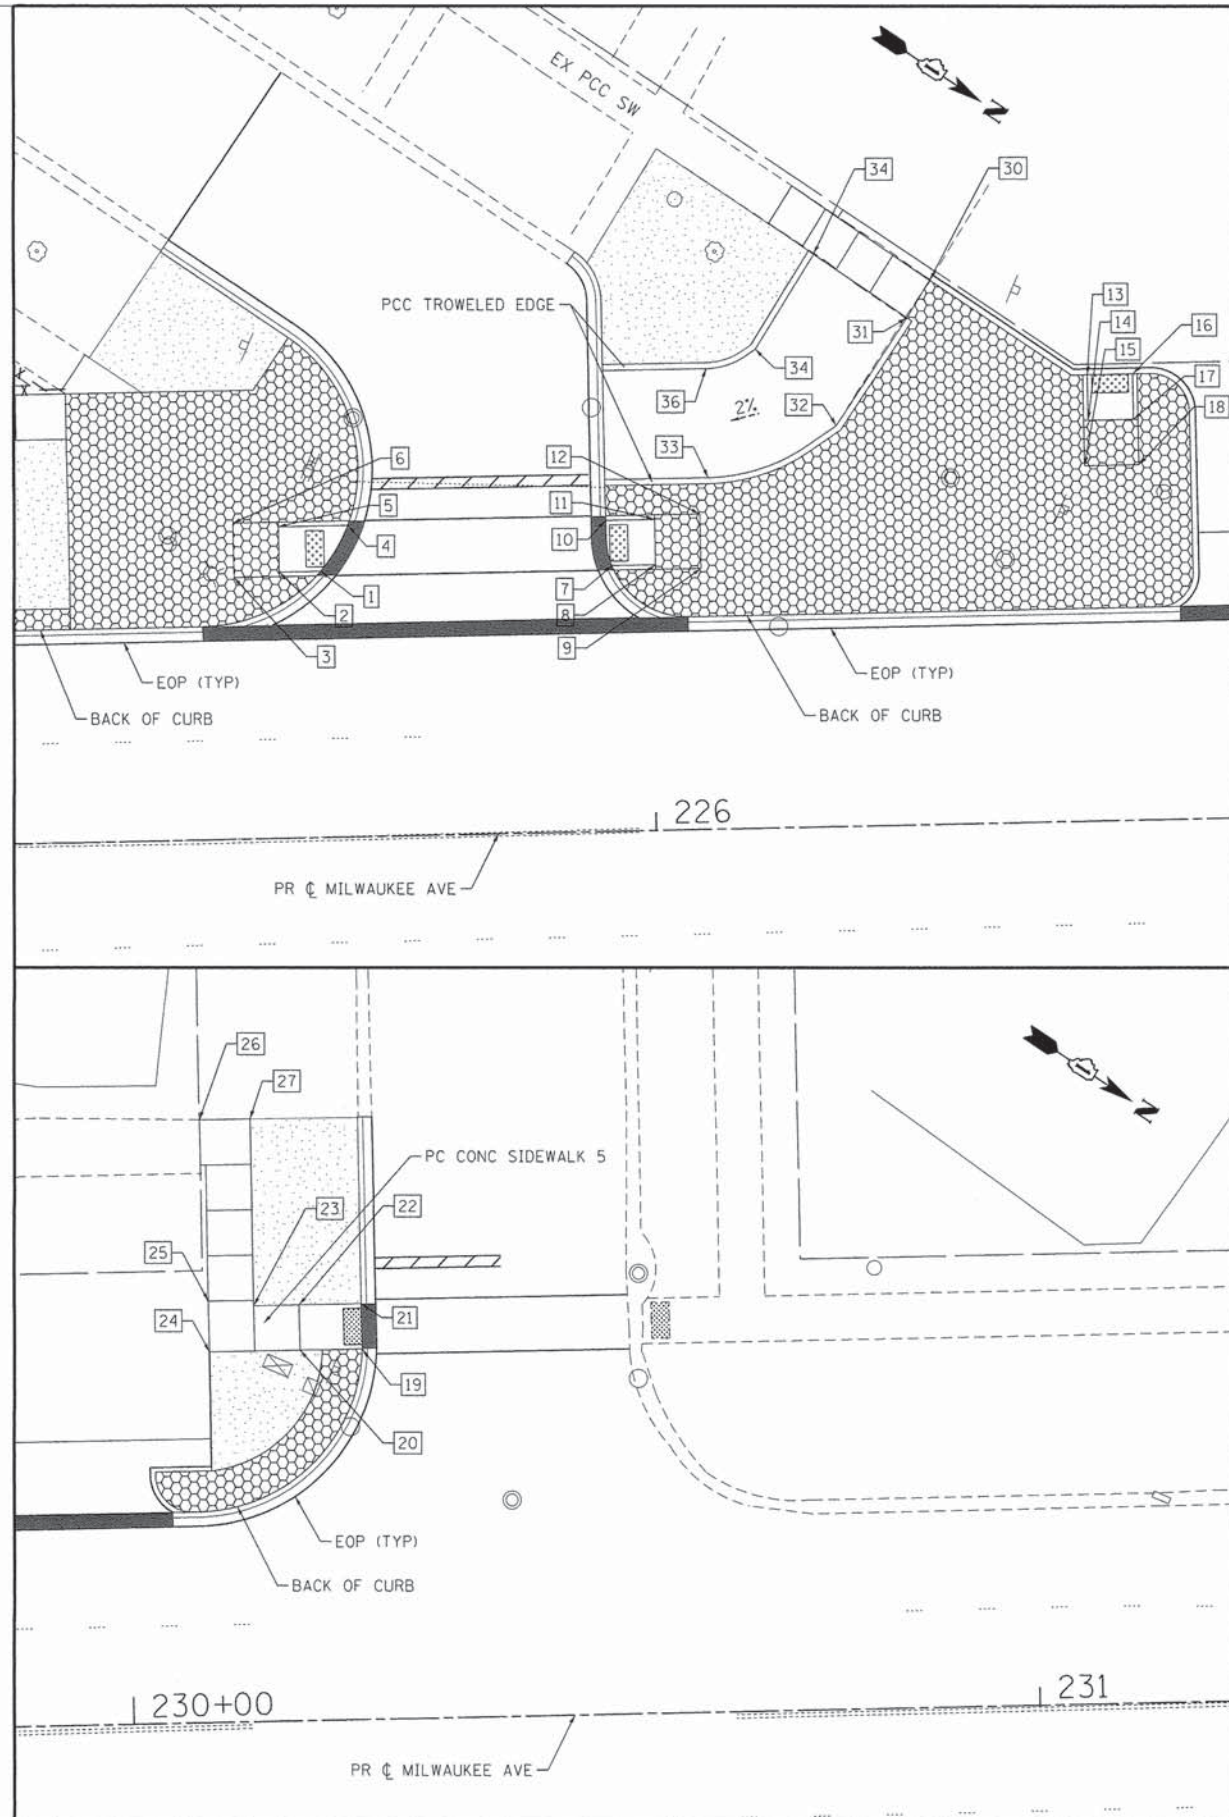 EX PCC SW
N
34
30
PCC TROWELED EDGE
13
14
15
16
31
17
34
36
2%
32
18
6
12
33
5
11
10
4
1
7
2
8
3
9
EOP (TYP)
EOP (TYP)
BACK OF CURB
BACK OF CURB
226
PR ℄ MILWAUKEE AVE
26
27
N
PC CONC SIDEWALK 5
23
22
25
24
21
19
20
EOP (TYP)
BACK OF CURB
230+00
231
PR ℄ MILWAUKEE AVE